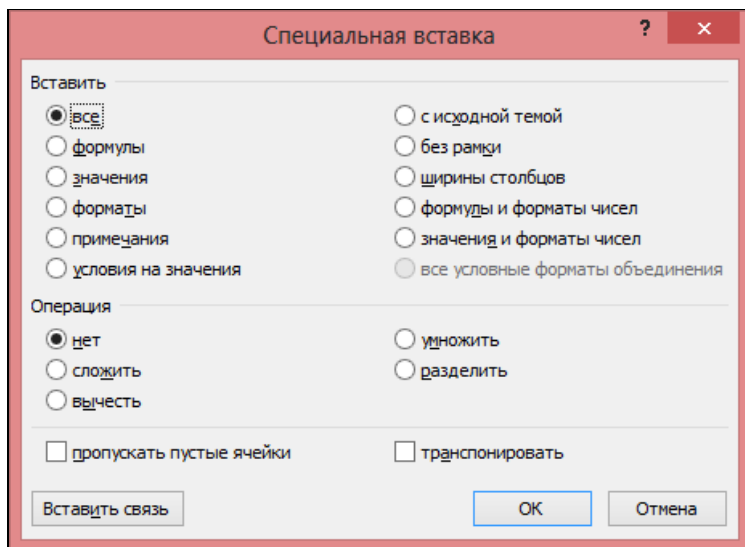 Специальная вставка
?
×
Вставить
все
с исходной темой
формулы
без рамки
значения
ширины столбцов
форматы
формулы и форматы чисел
примечания
значения и форматы чисел
условия на значения
все условные форматы объединения
Операция
нет
умножить
сложить
разделить
вычесть
пропускать пустые ячейки
транспонировать
Вставить связь
ОК
Отмена